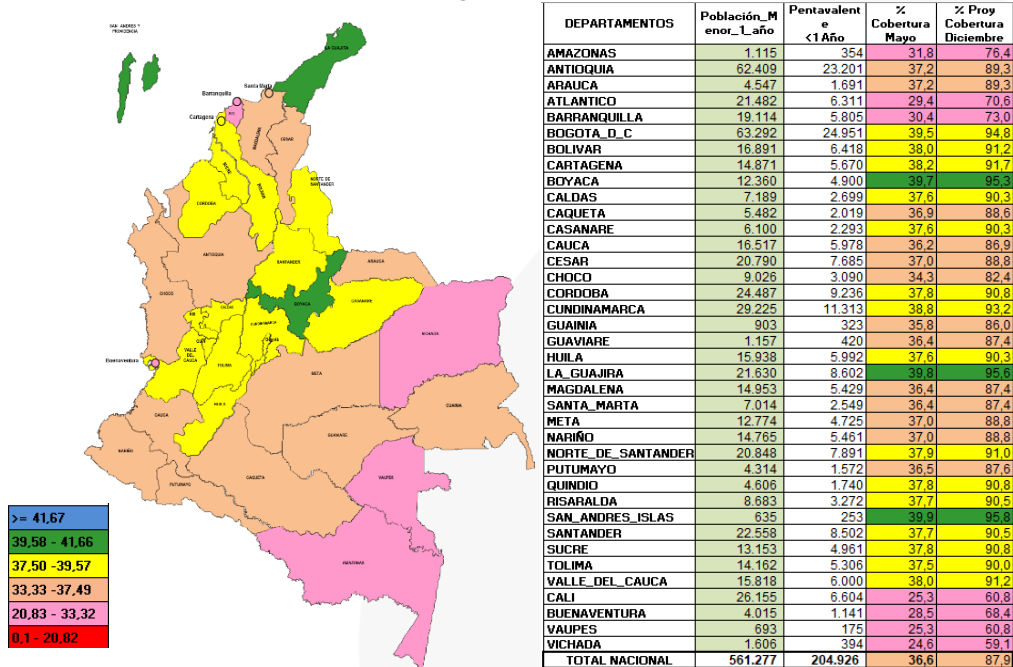 SAN ANDRES Y
PROVIDENCIA
LA GUAJIRA
Santa Marta
Barranquilla
Cartagena
MAGDALENA
CESAR
SUCRE
BOLIVAR
NORTE DE
SANTANDER
CORDOBA
ANTIOQUIA
SANTANDER
ARAUCA
CHOCO
BOYACA
CASANARE
CALDAS
CUNDINAMARCA
VICHADA
Buenaventura
VALLE
DEL
CAUCA
TOLIMA
META
HUILA
CAUCA
GUAINIA
GUAVIARE
NARIÑO
CAQUETA
VAUPES
PUTUMAYO
AMAZONAS
>= 41,67
39,58 - 41,66
37,50 -39,57
33,33 -37,49
20,83 - 33,32
0,1 - 20,82
DEPARTAMENTOS Población_M enor_1_año Pentavalent e <1 Año % Cobertura Mayo % Proy Cobertura Diciembre
AMAZONAS 1.115 354 31,8 76,4
ANTIOQUIA 62.409 23.201 37,2 89,3
ARAUCA 4.547 1.691 37,2 89,3
ATLANTICO 21.482 6.311 29,4 70,6
BARRANQUILLA 19.114 5.805 30,4 73,0
BOGOTA_D_C 63.292 24.951 39,5 94,8
BOLIVAR 16.891 6.418 38,0 91,2
CARTAGENA 14.871 5.670 38,2 91,7
BOYACA 12.360 4.900 39,7 95,3
CALDAS 7.189 2.699 37,6 90,3
CAQUETA 5.482 2.019 36,9 88,6
CASANARE 6.100 2.293 37,6 90,3
CAUCA 16.517 5.978 36,2 86,9
CESAR 20.790 7.685 37,0 88,8
CHOCO 9.026 3.090 34,3 82,4
CORDOBA 24.487 9.236 37,8 90,8
CUNDINAMARCA 29.225 11.313 38,8 93,2
GUAINIA 903 323 35,8 86,0
GUAVIARE 1.157 420 36,4 87,4
HUILA 15.938 5.992 37,6 90,3
LA_GUAJIRA 21.630 8.602 39,8 95,6
MAGDALENA 14.953 5.429 36,4 87,4
SANTA_MARTA 7.014 2.549 36,4 87,4
META 12.774 4.725 37,0 88,8
NARIÑO 14.765 5.461 37,0 88,8
NORTE_DE_SANTANDER 20.848 7.891 37,9 91,0
PUTUMAYO 4.314 1.572 36,5 87,6
QUINDIO 4.606 1.740 37,8 90,8
RISARALDA 8.683 3.272 37,7 90,5
SAN_ANDRES_ISLAS 635 253 39,9 95,8
SANTANDER 22.558 8.502 37,7 90,5
SUCRE 13.153 4.961 37,8 90,8
TOLIMA 14.162 5.306 37,5 90,0
VALLE_DEL_CAUCA 15.818 6.000 38,0 91,2
CALI 26.155 6.604 25,3 60,8
BUENAVENTURA 4.015 1.141 28,5 68,4
VAUPES 693 175 25,3 60,8
VICHADA 1.606 394 24,6 59,1
TOTAL NACIONAL 561.277 204.926 36,6 87,9